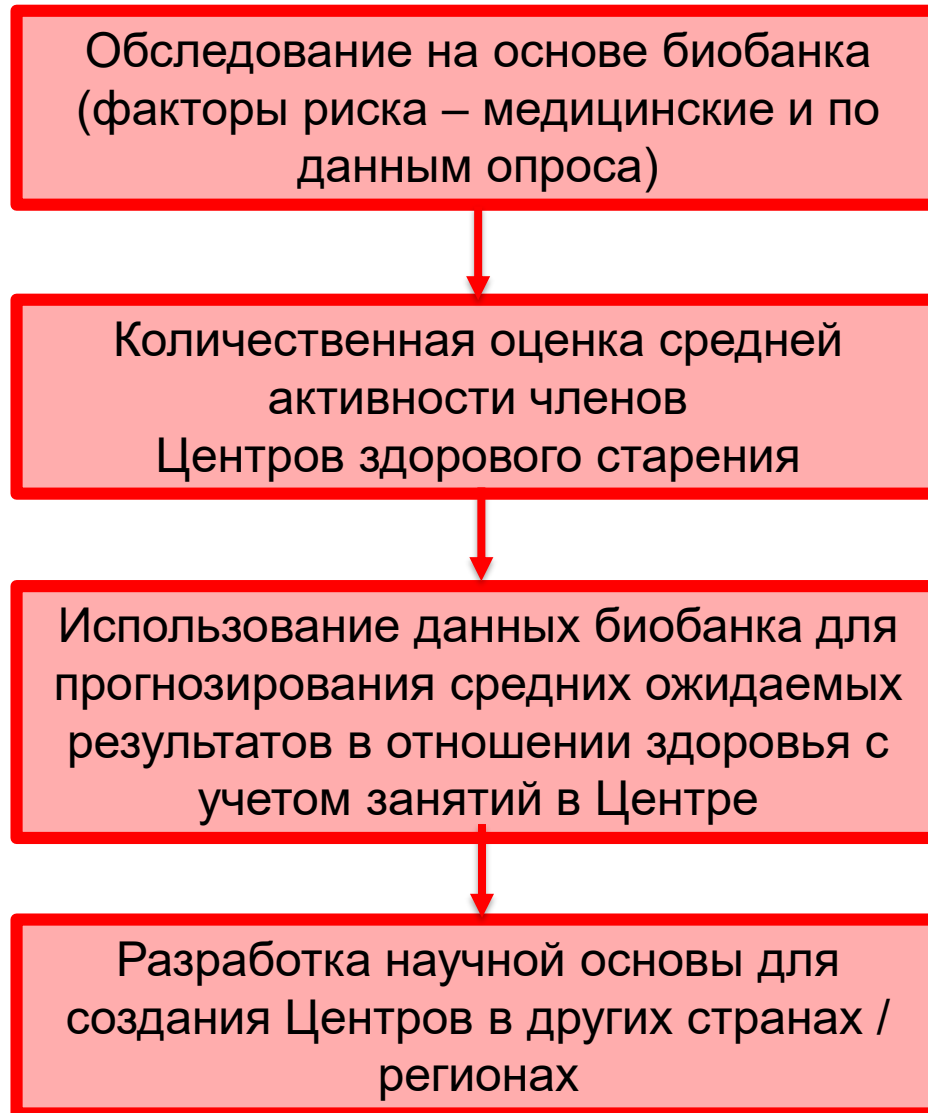 Обследование на основе биобанка
(факторы риска – медицинские и по
данным опроса)
Количественная оценка средней
активности членов
Центров здорового старения
Использование данных биобанка для
прогнозирования средних ожидаемых
результатов в отношении здоровья с
учетом занятий в Центре
Разработка научной основы для
создания Центров в других странах /
регионах